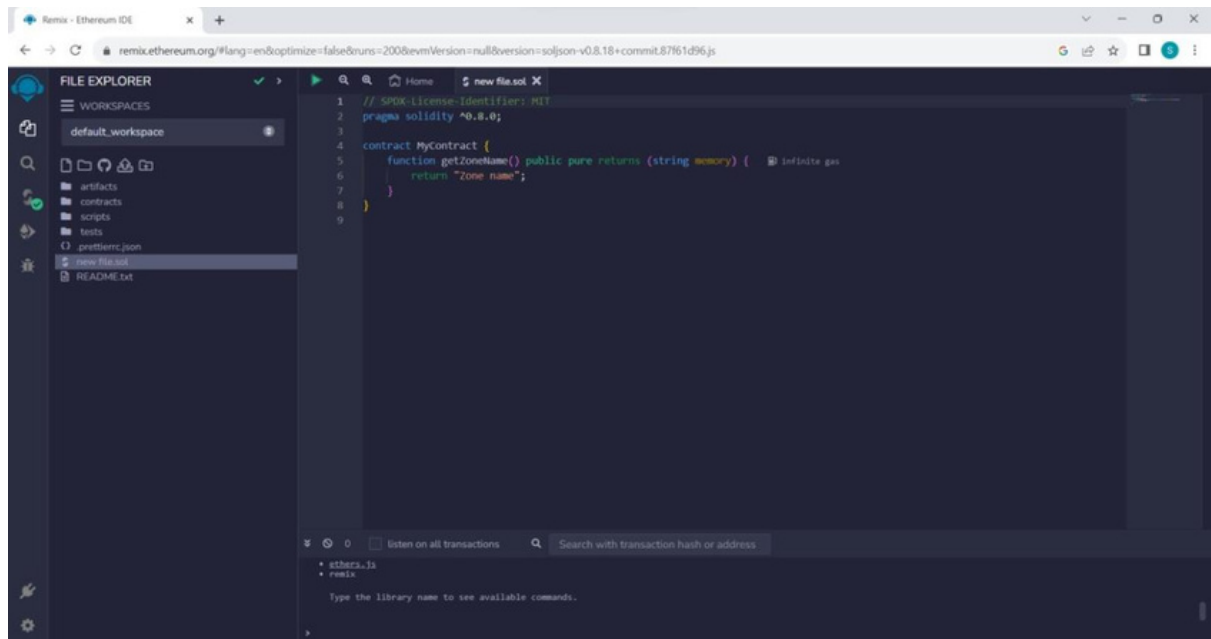 Remix - Ethereum IDE
remix.ethereum.org/#lang=en&optimize=false&runs=200&evmVersion=null&version=soljson-v0.8.18+commit.87f61d96.js
G
S
FILE EXPLORER
WORKSPACES
default_workspace
artifacts
contracts
scripts
tests
.prettierrc.json
new file.sol
README.txt
Home
new file.sol
1 // SPDX-License-Identifier: MIT
2 pragma solidity ^0.8.0;
3
4 contract MyContract {
5 function getZoneName() public pure returns (string memory) { infinite gas
6 return "Zone name";
7 }
8 }
9
0 listen on all transactions Search with transaction hash or address
• ethers.js
• remix
Type the library name to see available commands.
>